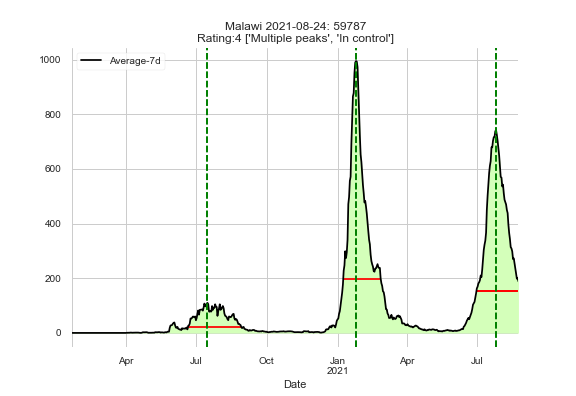 Malawi 2021-08-24: 59787
Rating:4 ['Multiple peaks', 'In control']
Average-7d
1000
800
600
400
200
0
Apr Jul Oct Jan Apr Jul
2021
Date